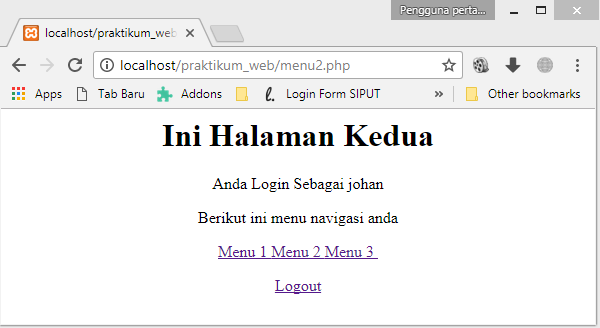 Pengguna perta...
localhost/praktikum_web
localhost/praktikum_web/menu2.php
Apps Tab Baru Addons Login Form SIPUT » Other bookmarks
Ini Halaman Kedua
Anda Login Sebagai johan
Berikut ini menu navigasi anda
Menu 1 Menu 2 Menu 3
Logout